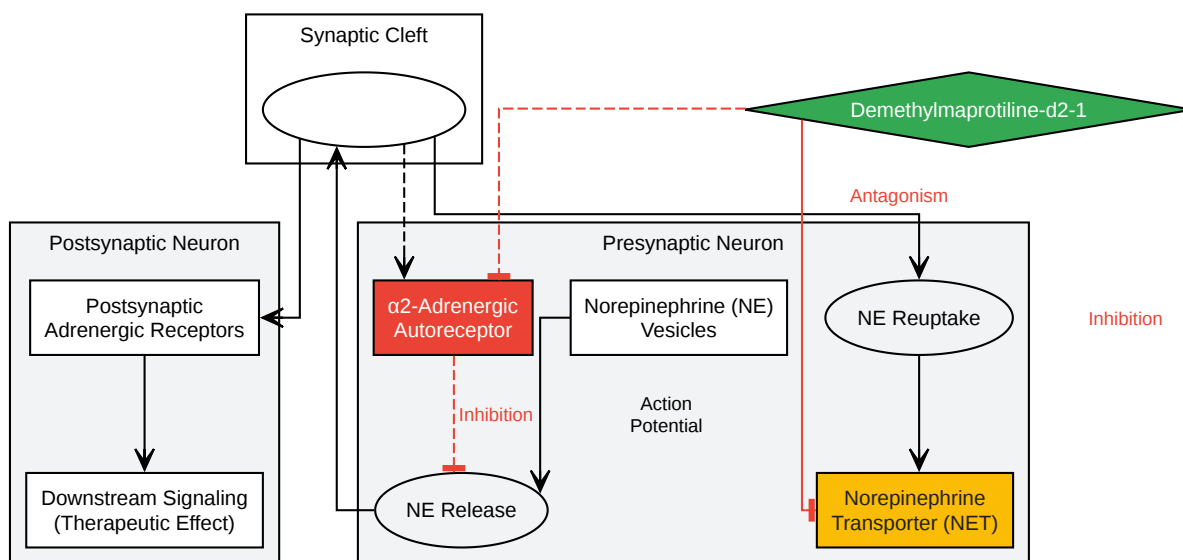 Synaptic Cleft
Demethylmaprotiline-d2-1
Antagonism
Postsynaptic Neuron
Presynaptic Neuron
Postsynaptic
Adrenergic Receptors
α2-Adrenergic
Autoreceptor
Norepinephrine (NE)
Vesicles
NE Reuptake
Inhibition
Inhibition
Action
Potential
Downstream Signaling
(Therapeutic Effect)
NE Release
Norepinephrine
Transporter (NET)